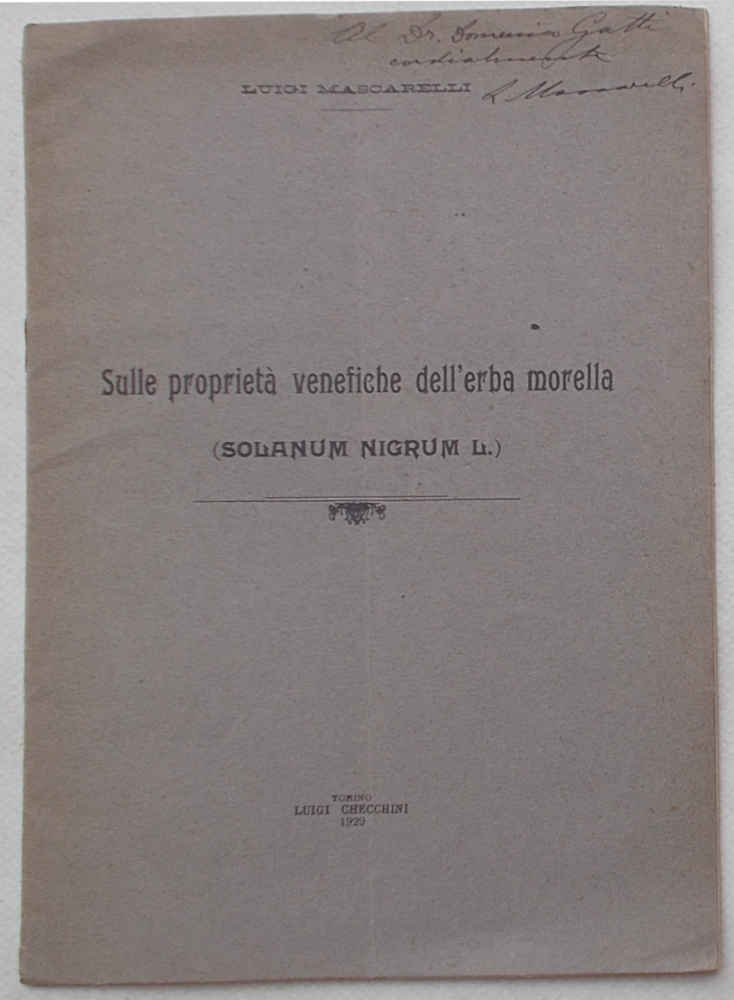 Al Dr. Domenico Gatti
cordialmente
L Mascarelli
LUIGI MASCARELLI
Sulle proprietà venefiche dell'erba morella
(SOLANUM NIGRUM L.)
TORINO
LUIGI CHECCHINI
1929